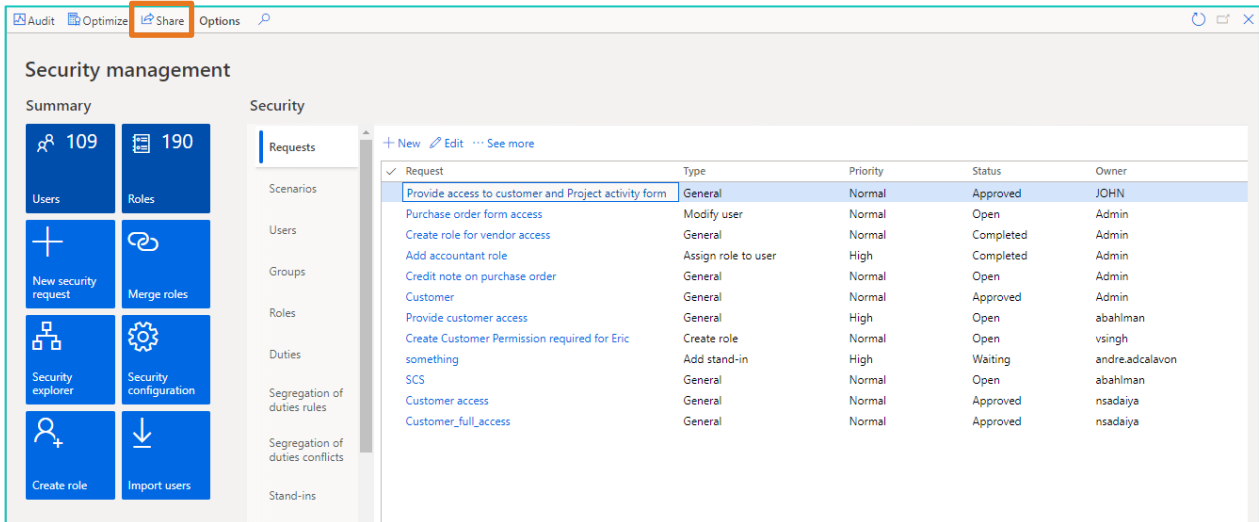 Audit Optimize Share Options
Security management
Summary
109
Users
190
Roles
New security
request
Merge roles
Security
explorer
Security
configuration
Create role
Import users
Security
Requests
Scenarios
Users
Groups
Roles
Duties
Segregation of
duties rules
Segregation of
duties conflicts
Stand-ins
New Edit ··· See more
Request Type Priority Status Owner
Provide access to customer and Project activity form General Normal Approved JOHN
Purchase order form access Modify user Normal Open Admin
Create role for vendor access General Normal Completed Admin
Add accountant role Assign role to user High Completed Admin
Credit note on purchase order General Normal Open Admin
Customer General Normal Approved Admin
Provide customer access General High Open abahlman
Create Customer Permission required for Eric Create role Normal Open vsingh
something Add stand-in High Waiting andre.adcalavon
SCS General Normal Open abahlman
Customer access General Normal Approved nsadaiya
Customer_full_access General Normal Approved nsadaiya